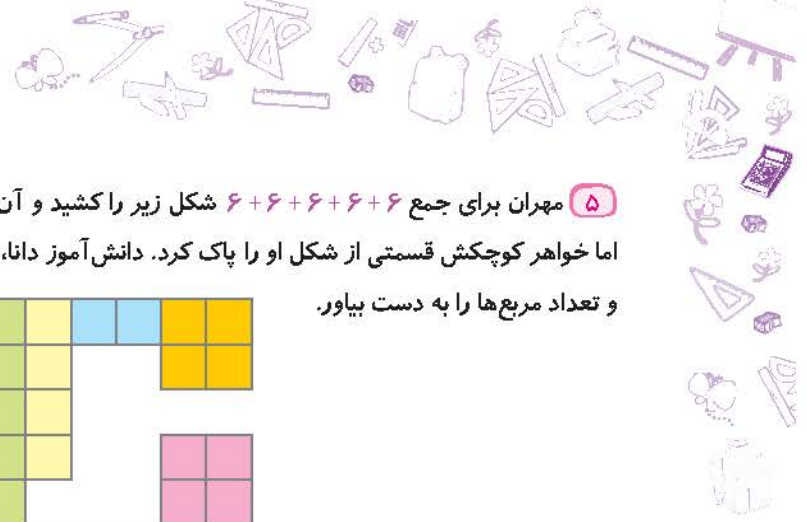 ۵ مهران برای جمع ۶+۶+۶+۶+۶ شکل زیر را کشید و آن
اما خواهر کوچکش قسمتی از شکل او را پاک کرد. دانش‌آموز دانا،
و تعداد مربع‌ها را به دست بیاور.